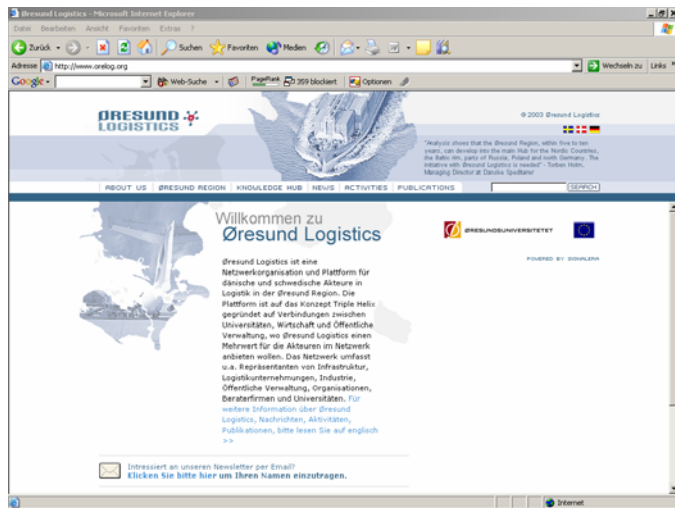 Øresund Logistics - Microsoft Internet Explorer
Datei Bearbeiten Ansicht Favoriten Extras ?
Zurück Suchen Favoriten Medien
Adresse http://www.orelog.org Wechseln zu Links
Google Web-Suche PageRank 359 blockiert Optionen
ØRESUND
LOGISTICS
© 2003 Øresund Logistics
"Analysis shows that the Øresund Region, within five to ten
years, can develop into the main Hub for the Nordic Countries,
the Baltic rim, parts of Russia, Poland and north Germany. The
initiative with Øresund Logistics is needed" - Torben Holm,
Managing Director at Danske Speditører
ABOUT US ØRESUND REGION KNOWLEDGE HUB NEWS ACTIVITIES PUBLICATIONS SEARCH
Willkommen zu
Øresund Logistics
Øresund Logistics ist eine
Netzwerkorganisation und Plattform für
dänische und schwedische Akteure in
Logistik in der Øresund Region. Die
Plattform ist auf das Konzept Triple Helix
gegründet auf Verbindungen zwischen
Universitäten, Wirtschaft und Öffentliche
Verwaltung, wo Øresund Logistics einen
Mehrwert für die Akteuren im Netzwerk
anbieten wollen. Das Netzwerk umfasst
u.a. Repräsentanten von Infrastruktur,
Logistikunternehmungen, Industrie,
Öffentliche Verwaltung, Organisationen,
Beraterfirmen und Universitäten. Für
weitere Information über Øresund
Logistics, Nachrichten, Aktivitäten,
Publikationen, bitte lesen Sie auf englisch
>>
ØRESUNDSUNIVERSITETET
POWERED BY SIGNALERA
Intressiert an unseren Newsletter per Email?
Klicken Sie bitte hier um Ihren Namen einzutragen.
Internet